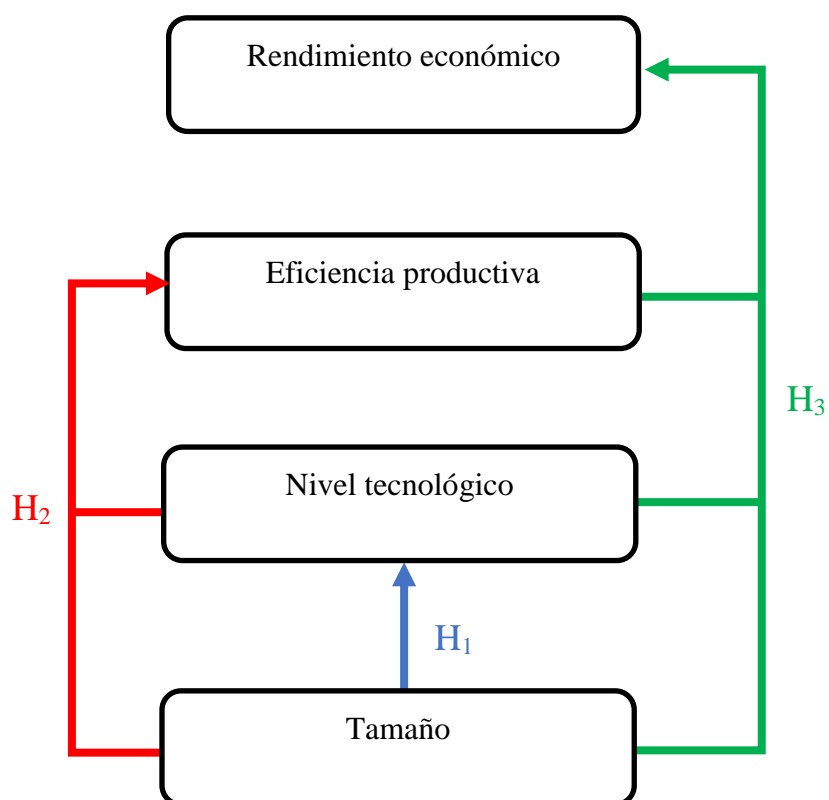 Rendimiento económico
Eficiencia productiva
H₃
Nivel tecnológico
H₂
H₁
Tamaño